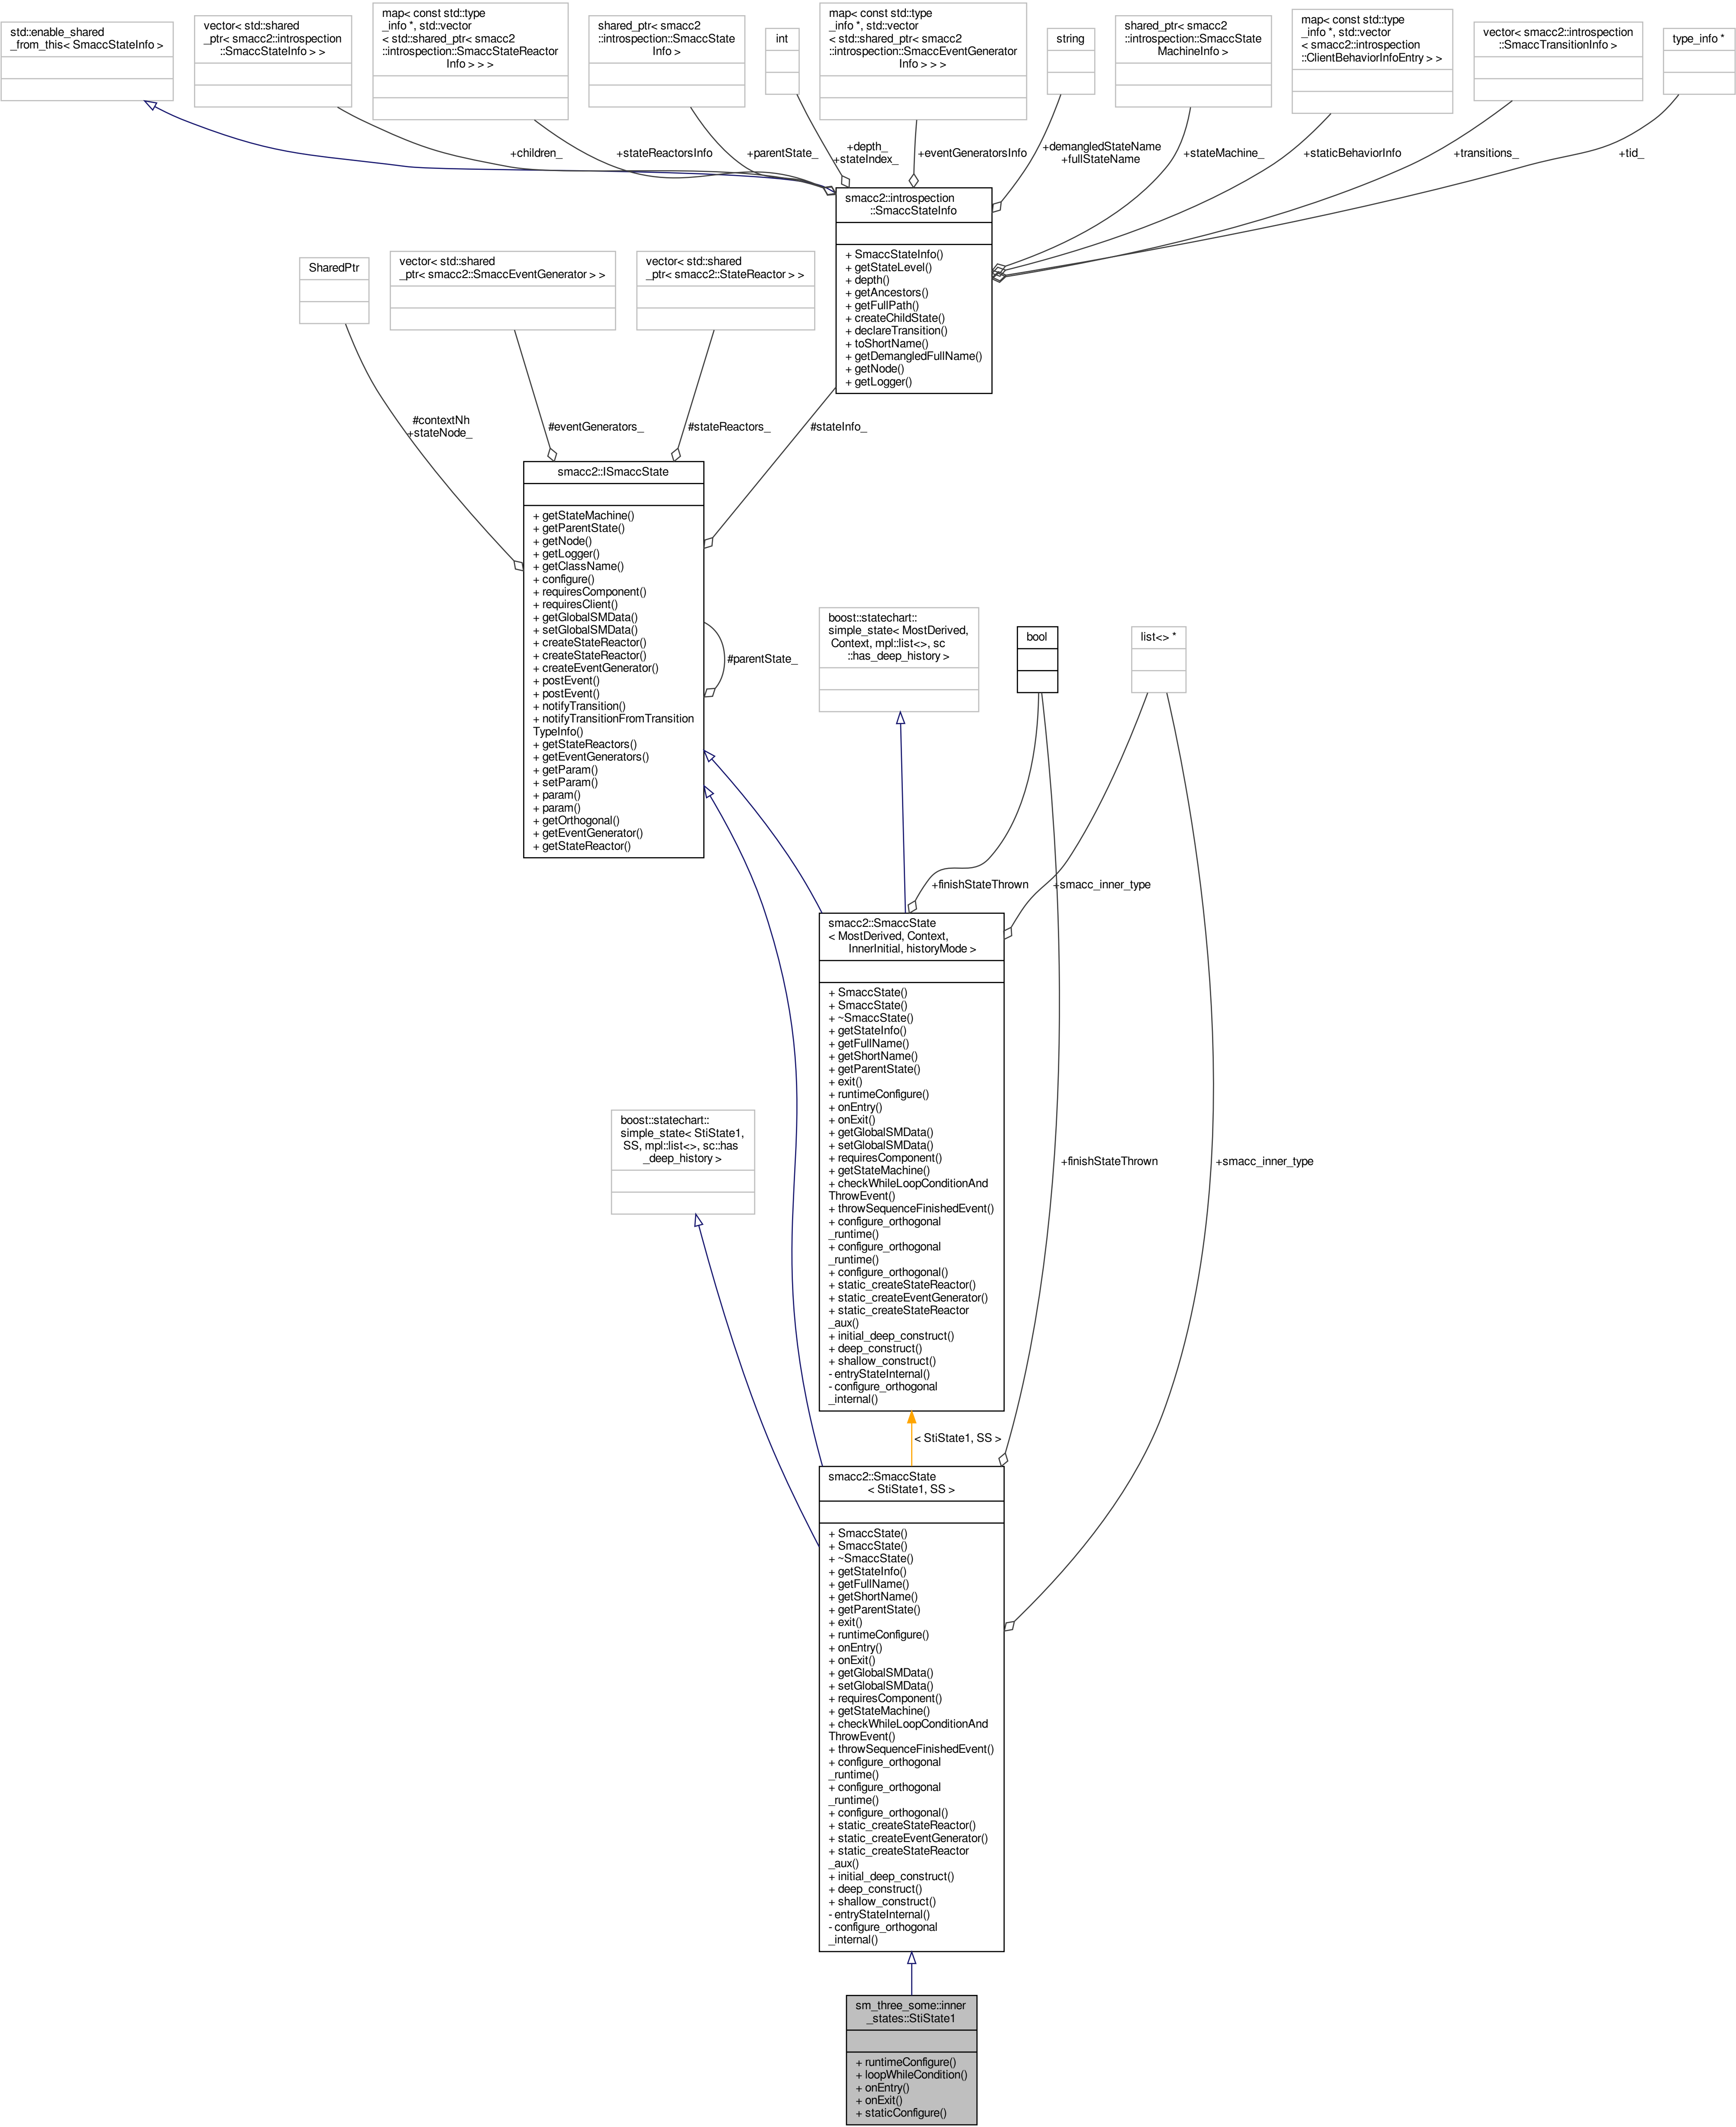 std::enable_shared
_from_this< SmaccStateInfo >
vector< std::shared
_ptr< smacc2::introspection
::SmaccStateInfo > >
map< const std::type
_info *, std::vector
< std::shared_ptr< smacc2
::introspection::SmaccStateReactor
Info > > >
shared_ptr< smacc2
::introspection::SmaccState
Info >
int
map< const std::type
_info *, std::vector
< std::shared_ptr< smacc2
::introspection::SmaccEventGenerator
Info > > >
string
shared_ptr< smacc2
::introspection::SmaccState
MachineInfo >
map< const std::type
_info *, std::vector
< smacc2::introspection
::ClientBehaviorInfoEntry > >
vector< smacc2::introspection
::SmaccTransitionInfo >
type_info *
+children_
+stateReactorsInfo
+parentState_
+depth_
+stateIndex_
+eventGeneratorsInfo
+demangledStateName
+fullStateName
+stateMachine_
+staticBehaviorInfo
+transitions_
+tid_
smacc2::introspection
::SmaccStateInfo
+ SmaccStateInfo()
+ getStateLevel()
+ depth()
+ getAncestors()
+ getFullPath()
+ createChildState()
+ declareTransition()
+ toShortName()
+ getDemangledFullName()
+ getNode()
+ getLogger()
SharedPtr
vector< std::shared
_ptr< smacc2::SmaccEventGenerator > >
vector< std::shared
_ptr< smacc2::StateReactor > >
#contextNh
+stateNode_
#eventGenerators_
#stateReactors_
#stateInfo_
smacc2::ISmaccState
+ getStateMachine()
+ getParentState()
+ getNode()
+ getLogger()
+ getClassName()
+ configure()
+ requiresComponent()
+ requiresClient()
+ getGlobalSMData()
+ setGlobalSMData()
+ createStateReactor()
+ createStateReactor()
+ createEventGenerator()
+ postEvent()
+ postEvent()
+ notifyTransition()
+ notifyTransitionFromTransition
TypeInfo()
+ getStateReactors()
+ getEventGenerators()
+ getParam()
+ setParam()
+ param()
+ param()
+ getOrthogonal()
+ getEventGenerator()
+ getStateReactor()
#parentState_
boost::statechart::
simple_state< MostDerived,
Context, mpl::list<>, sc
::has_deep_history >
bool
list<> *
+finishStateThrown
+smacc_inner_type
smacc2::SmaccState
< MostDerived, Context,
InnerInitial, historyMode >
+ SmaccState()
+ SmaccState()
+ ~SmaccState()
+ getStateInfo()
+ getFullName()
+ getShortName()
+ getParentState()
+ exit()
+ runtimeConfigure()
+ onEntry()
+ onExit()
+ getGlobalSMData()
+ setGlobalSMData()
+ requiresComponent()
+ getStateMachine()
+ checkWhileLoopConditionAnd
ThrowEvent()
+ throwSequenceFinishedEvent()
+ configure_orthogonal
_runtime()
+ configure_orthogonal
_runtime()
+ configure_orthogonal()
+ static_createStateReactor()
+ static_createEventGenerator()
+ static_createStateReactor
_aux()
+ initial_deep_construct()
+ deep_construct()
+ shallow_construct()
- entryStateInternal()
- configure_orthogonal
_internal()
boost::statechart::
simple_state< StiState1,
SS, mpl::list<>, sc::has
_deep_history >
+finishStateThrown
+smacc_inner_type
< StiState1, SS >
smacc2::SmaccState
< StiState1, SS >
+ SmaccState()
+ SmaccState()
+ ~SmaccState()
+ getStateInfo()
+ getFullName()
+ getShortName()
+ getParentState()
+ exit()
+ runtimeConfigure()
+ onEntry()
+ onExit()
+ getGlobalSMData()
+ setGlobalSMData()
+ requiresComponent()
+ getStateMachine()
+ checkWhileLoopConditionAnd
ThrowEvent()
+ throwSequenceFinishedEvent()
+ configure_orthogonal
_runtime()
+ configure_orthogonal
_runtime()
+ configure_orthogonal()
+ static_createStateReactor()
+ static_createEventGenerator()
+ static_createStateReactor
_aux()
+ initial_deep_construct()
+ deep_construct()
+ shallow_construct()
- entryStateInternal()
- configure_orthogonal
_internal()
sm_three_some::inner
_states::StiState1
+ runtimeConfigure()
+ loopWhileCondition()
+ onEntry()
+ onExit()
+ staticConfigure()